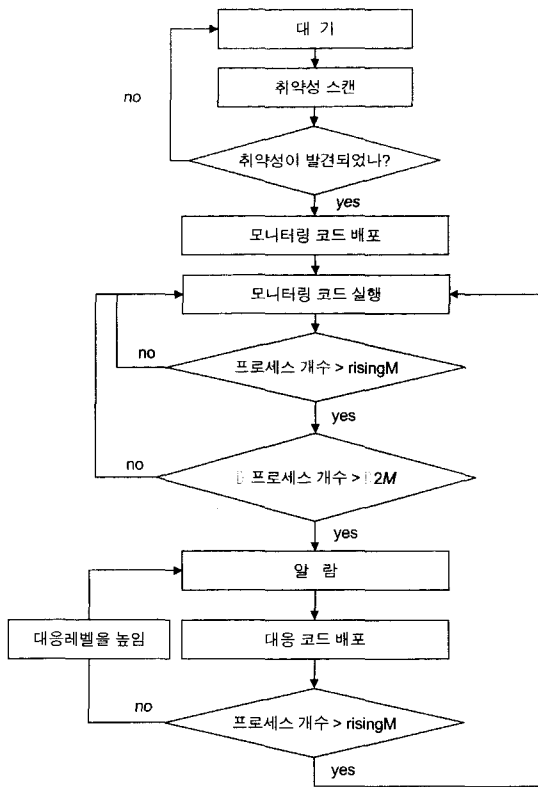 대 기
no
취약성 스캔
취약성이 발견되었나?
yes
모니터링 코드 배포
모니터링 코드 실행
no
프로세스 개수 > risingM
yes
no
프로세스 개수 > 2M
yes
알 람
대응레벨을 높임
대응 코드 배포
no
프로세스 개수 > risingM
yes